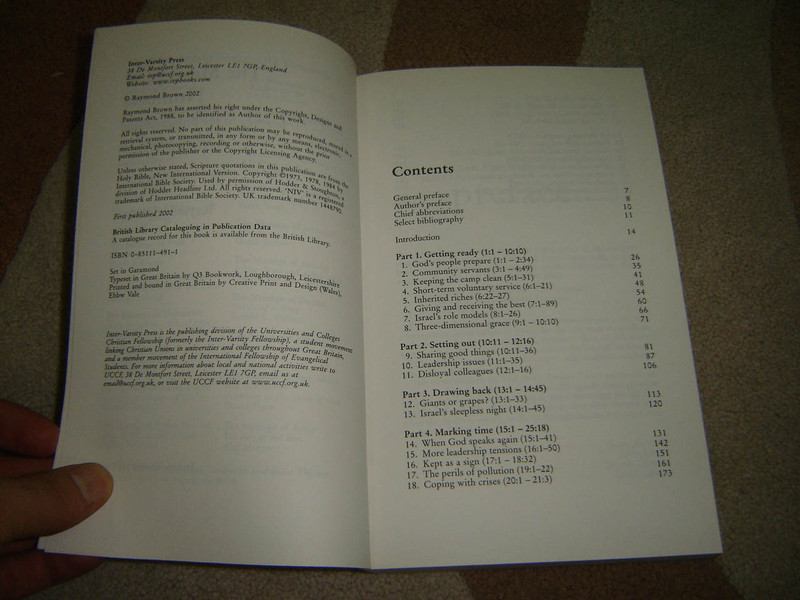 Inter-Varsity Press
38 De Montfort Street, Leicester LE1 7GP, England
Email: ivp@uccf.org.uk
Website: www.ivpbooks.com
© Raymond Brown 2002
Raymond Brown has asserted his right under the Copyright, Designs and
Patents Act, 1988, to be identified as Author of this work.
All rights reserved. No part of this publication may be reproduced, stored in a
retrieval system, or transmitted, in any form or by any means, electronic,
mechanical, photocopying, recording or otherwise, without the prior
permission of the publisher or the Copyright Licensing Agency.
Unless otherwise stated, Scripture quotations in this publication are from the
Holy Bible, New International Version. Copyright ©1973, 1978, 1984 by
International Bible Society. Used by permission of Hodder & Stoughton, a
division of Hodder Headline Ltd. All rights reserved. 'NIV' is a registered
trademark of International Bible Society. UK trademark number 1448790.
First published 2002
British Library Cataloguing in Publication Data
A catalogue record for this book is available from the British Library.
ISBN 0-85111-491-1
Set in Garamond
Typeset in Great Britain by Q3 Bookwork, Loughborough, Leicestershire
Printed and bound in Great Britain by Creative Print and Design (Wales),
Ebbw Vale
Inter-Varsity Press is the publishing division of the Universities and Colleges
Christian Fellowship (formerly the Inter-Varsity Fellowship), a student movement
linking Christian Unions in universities and colleges throughout Great Britain,
and a member movement of the International Fellowship of Evangelical
Students. For more information about local and national activities write to
UCCF, 38 De Montfort Street, Leicester LE1 7GP, email us at
email@uccf.org.uk, or visit the UCCF website at www.uccf.org.uk.
Contents
General preface 7
Author's preface 8
Chief abbreviations 10
Select bibliography 11
Introduction 14
Part 1. Getting ready (1:1 – 10:10)
1. God's people prepare (1:1 – 2:34) 26
2. Community servants (3:1 – 4:49) 35
3. Keeping the camp clean (5:1–31) 41
4. Short-term voluntary service (6:1–21) 48
5. Inherited riches (6:22–27) 54
6. Giving and receiving the best (7:1–89) 60
7. Israel's role models (8:1–26) 66
8. Three-dimensional grace (9:1 – 10:10) 71
Part 2. Setting out (10:11 – 12:16)
9. Sharing good things (10:11–36) 81
10. Leadership issues (11:1–35) 87
11. Disloyal colleagues (12:1–16) 106
Part 3. Drawing back (13:1 – 14:45)
12. Giants or grapes? (13:1–33) 113
13. Israel's sleepless night (14:1–45) 120
Part 4. Marking time (15:1 – 25:18)
14. When God speaks again (15:1–41) 131
15. More leadership tensions (16:1–50) 142
16. Kept as a sign (17:1 – 18:32) 151
17. The perils of pollution (19:1–22) 161
18. Coping with crises (20:1 – 21:3) 173